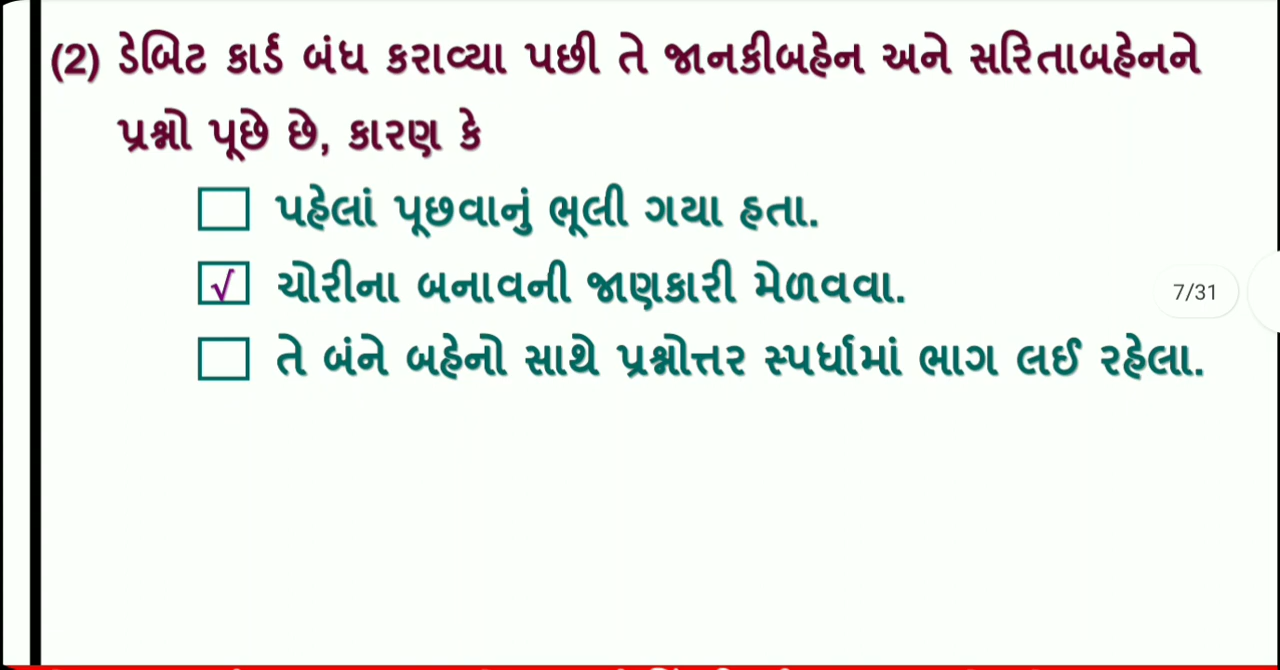 (2) ડેબિટ કાર્ડ બંધ કરાવ્યા પછી તે જાનકીબહેન અને સરિતાબહેનને
પ્રશ્નો પૂછે છે, કારણ કે
પહેલાં પૂછવાનું ભૂલી ગયા હતા.
√ ચોરીના બનાવની જાણકારી મેળવવા.
7/31
તે બંને બહેનો સાથે પ્રશ્નોત્તર સ્પર્ધામાં ભાગ લઈ રહેલા.